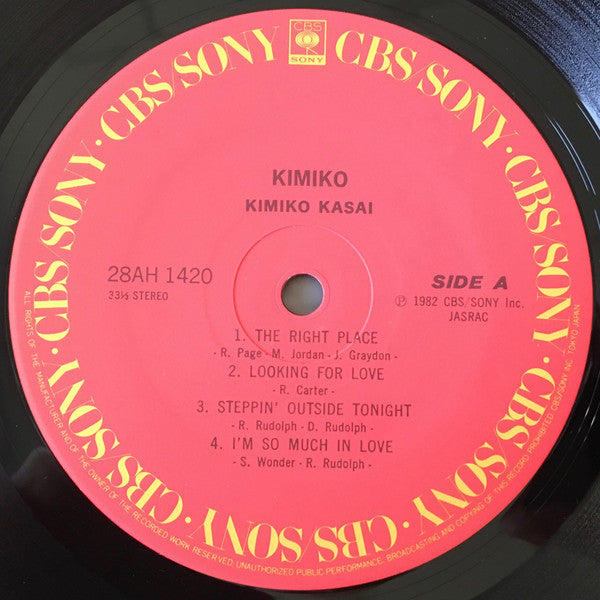 CBS
SONY
CBS/SONY · CBS/SONY · CBS/SONY · CBS/SONY · CBS/SONY · CBS/SONY · CBS/SONY · CBS/SONY
KIMIKO
KIMIKO KASAI
28AH 1420
33⅓ STEREO
SIDE A
Ⓟ 1982 CBS/SONY Inc.
JASRAC
1. THE RIGHT PLACE
- R. Page - M. Jordan - J. Graydon -
2. LOOKING FOR LOVE
- R. Carter -
3. STEPPIN' OUTSIDE TONIGHT
- R. Rudolph - D. Rudolph -
4. I'M SO MUCH IN LOVE
- S. Wonder - R. Rudolph -
ALL RIGHTS OF THE MANUFACTURER AND OF THE OWNER OF THE RECORDED WORK RESERVED. UNAUTHORIZED PUBLIC PERFORMANCE, BROADCASTING AND COPYING OF THIS RECORD PROHIBITED. CBS/SONY INC. TOKYO JAPAN